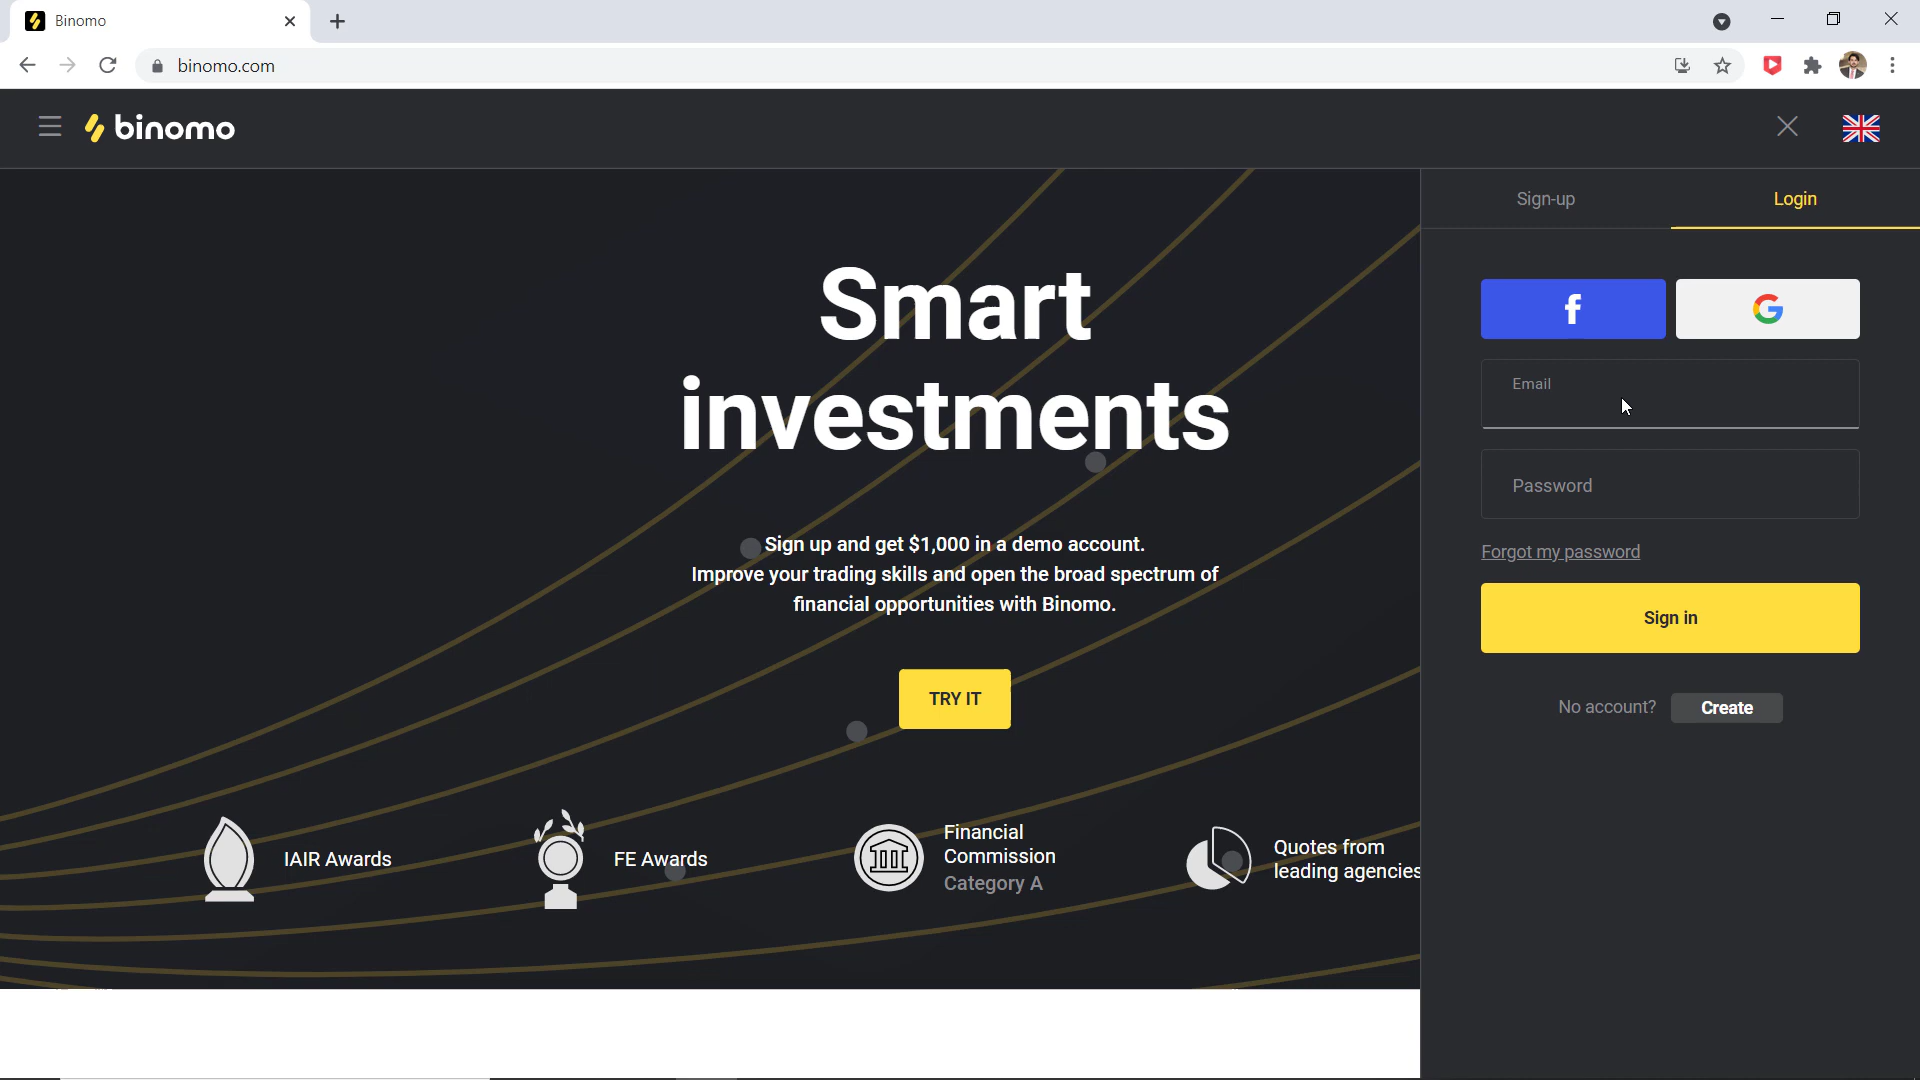 Binomo
binomo.com
binomo
Smart
investments
Sign up and get $1,000 in a demo account.
Improve your trading skills and open the broad spectrum of
financial opportunities with Binomo.
TRY IT
IAIR Awards
FE Awards
Financial
Commission
Category A
Quotes from
leading agencies
Sign-up
Login
f
G
Email
Password
Forgot my password
Sign in
No account?
Create